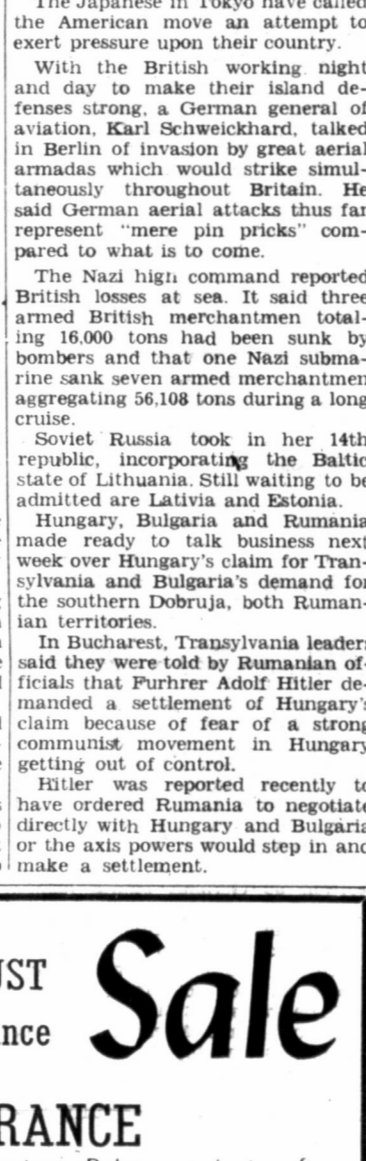 The Japanese in Tokyo have called
the American move an attempt to
exert pressure upon their country.
With the British working night
and day to make their island de-
fenses strong, a German general of
aviation, Karl Schweickhard, talked
in Berlin of invasion by great aerial
armadas which would strike simul-
taneously throughout Britain. He
said German aerial attacks thus far
represent "mere pin pricks" com-
pared to what is to come.
The Nazi high command reported
British losses at sea. It said three
armed British merchantmen total-
ing 16,000 tons had been sunk by
bombers and that one Nazi subma-
rine sank seven armed merchantmen
aggregating 56,108 tons during a long
cruise.
Soviet Russia took in her 14th
republic, incorporating the Baltic
state of Lithuania. Still waiting to be
admitted are Lativia and Estonia.
Hungary, Bulgaria and Rumania
made ready to talk business next
week over Hungary's claim for Tran-
sylvania and Bulgaria's demand for
the southern Dobruja, both Ruman-
ian territories.
In Bucharest, Transylvania leaders
said they were told by Rumanian of-
ficials that Furhrer Adolf Hitler de-
manded a settlement of Hungary's
claim because of fear of a strong
communist movement in Hungary
getting out of control.
Hitler was reported recently to
have ordered Rumania to negotiate
directly with Hungary and Bulgaria
or the axis powers would step in and
make a settlement.
UST
Sale
nce
RANCE